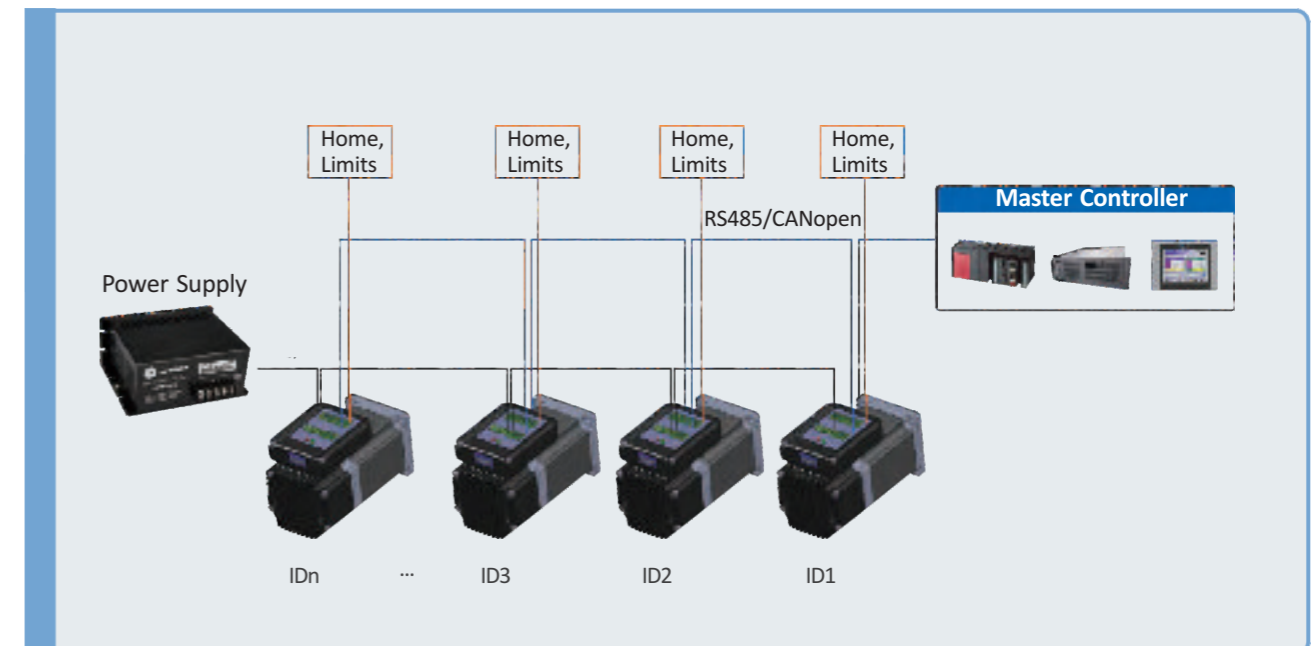 Home,
Limits
Home,
Limits
Home,
Limits
Home,
Limits
Master Controller
RS485/CANopen
Power Supply
IDn
...
ID3
ID2
ID1